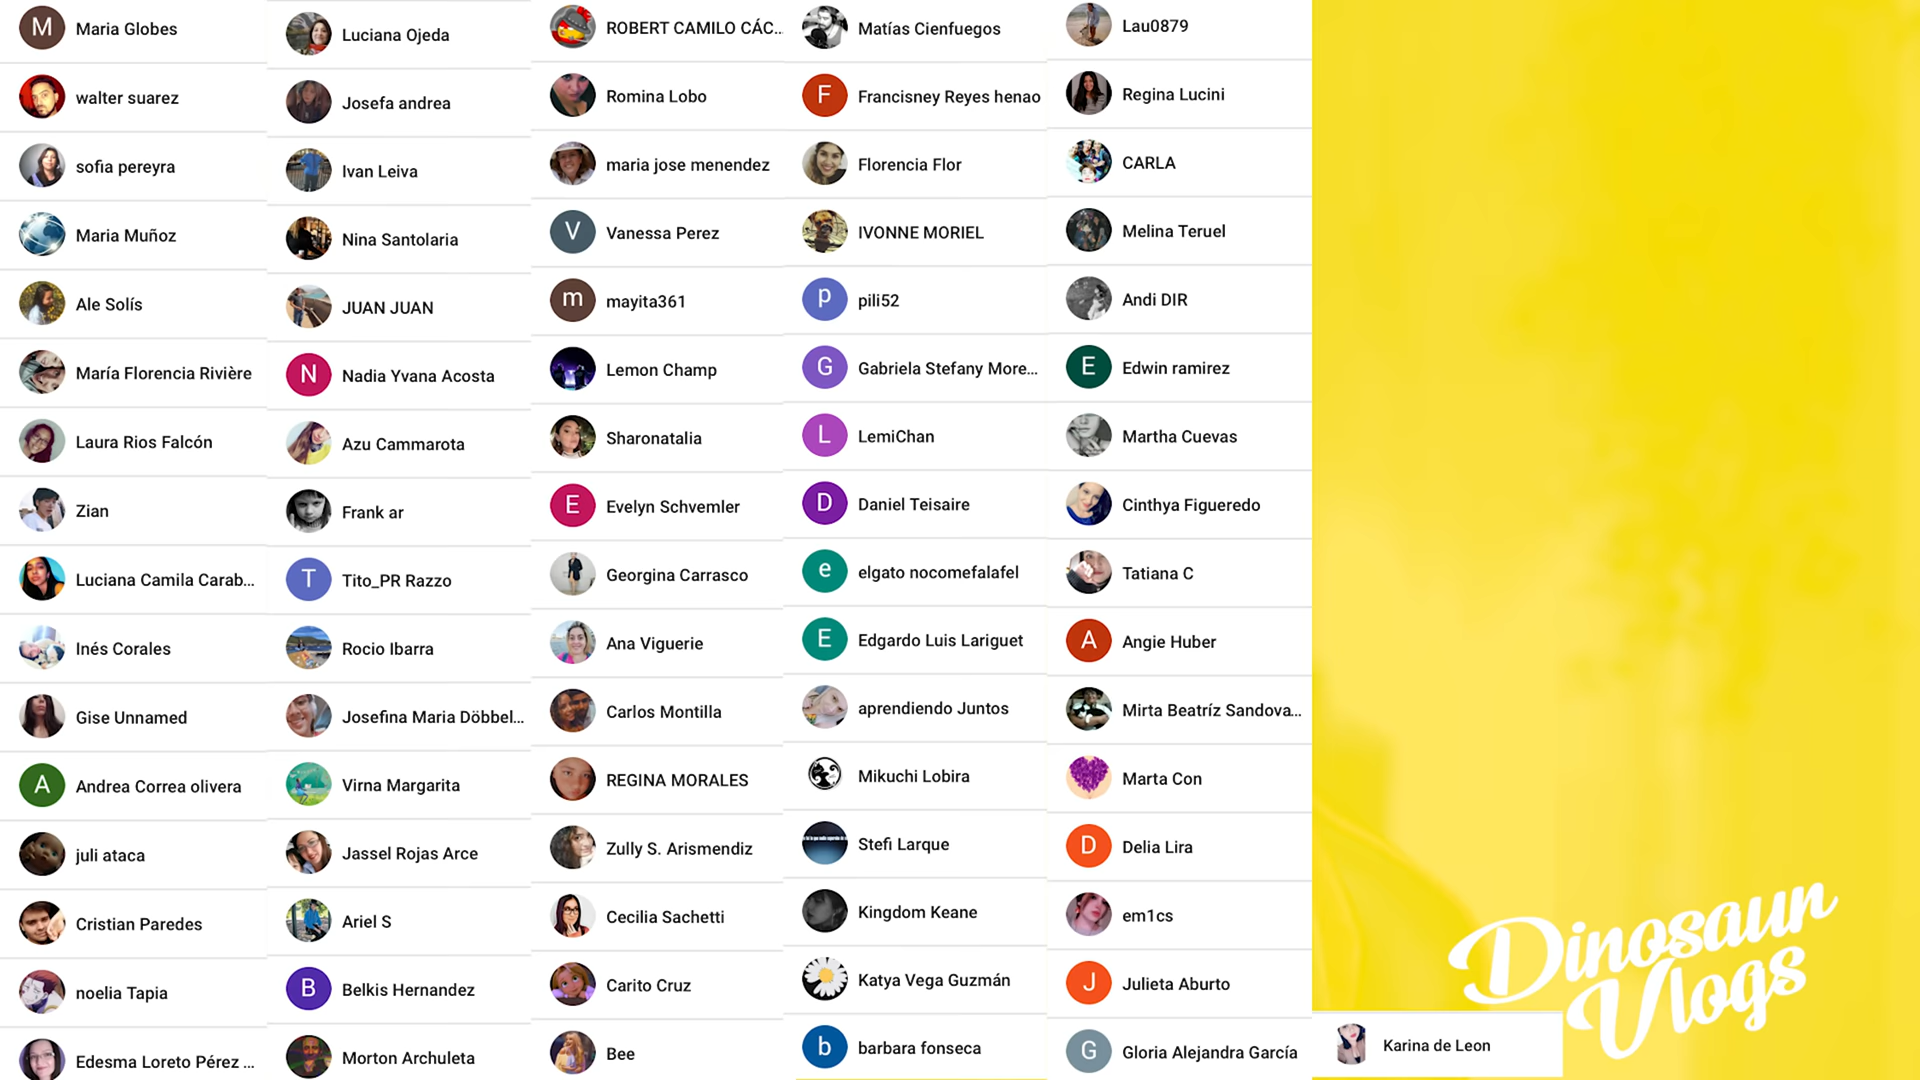 M Maria Globes
walter suarez
sofia pereyra
Maria Muñoz
Ale Solís
María Florencia Rivière
Laura Rios Falcón
Zian
Luciana Camila Carab...
Inés Corales
Gise Unnamed
A Andrea Correa olivera
juli ataca
Cristian Paredes
noelia Tapia
Edesma Loreto Pérez ...
Luciana Ojeda
Josefa andrea
Ivan Leiva
Nina Santolaria
JUAN JUAN
N Nadia Yvana Acosta
Azu Cammarota
Frank ar
T Tito_PR Razzo
Rocio Ibarra
Josefina Maria Döbbel...
Virna Margarita
Jassel Rojas Arce
Ariel S
B Belkis Hernandez
Morton Archuleta
ROBERT CAMILO CÁC...
Romina Lobo
maria jose menendez
V Vanessa Perez
m mayita361
Lemon Champ
Sharonatalia
E Evelyn Schvemler
Georgina Carrasco
Ana Viguerie
Carlos Montilla
REGINA MORALES
Zully S. Arismendiz
Cecilia Sachetti
Carito Cruz
Bee
Matías Cienfuegos
F Francisney Reyes henao
Florencia Flor
IVONNE MORIEL
p pili52
G Gabriela Stefany More...
L LemiChan
D Daniel Teisaire
e elgato nocomefalafel
E Edgardo Luis Lariguet
aprendiendo Juntos
Mikuchi Lobira
Stefi Larque
Kingdom Keane
Katya Vega Guzmán
b barbara fonseca
Lau0879
Regina Lucini
CARLA
Melina Teruel
Andi DIR
E Edwin ramirez
Martha Cuevas
Cinthya Figueredo
Tatiana C
A Angie Huber
Mirta Beatríz Sandova...
Marta Con
D Delia Lira
em1cs
J Julieta Aburto
G Gloria Alejandra García
Karina de Leon
Dinosaur
Vlogs